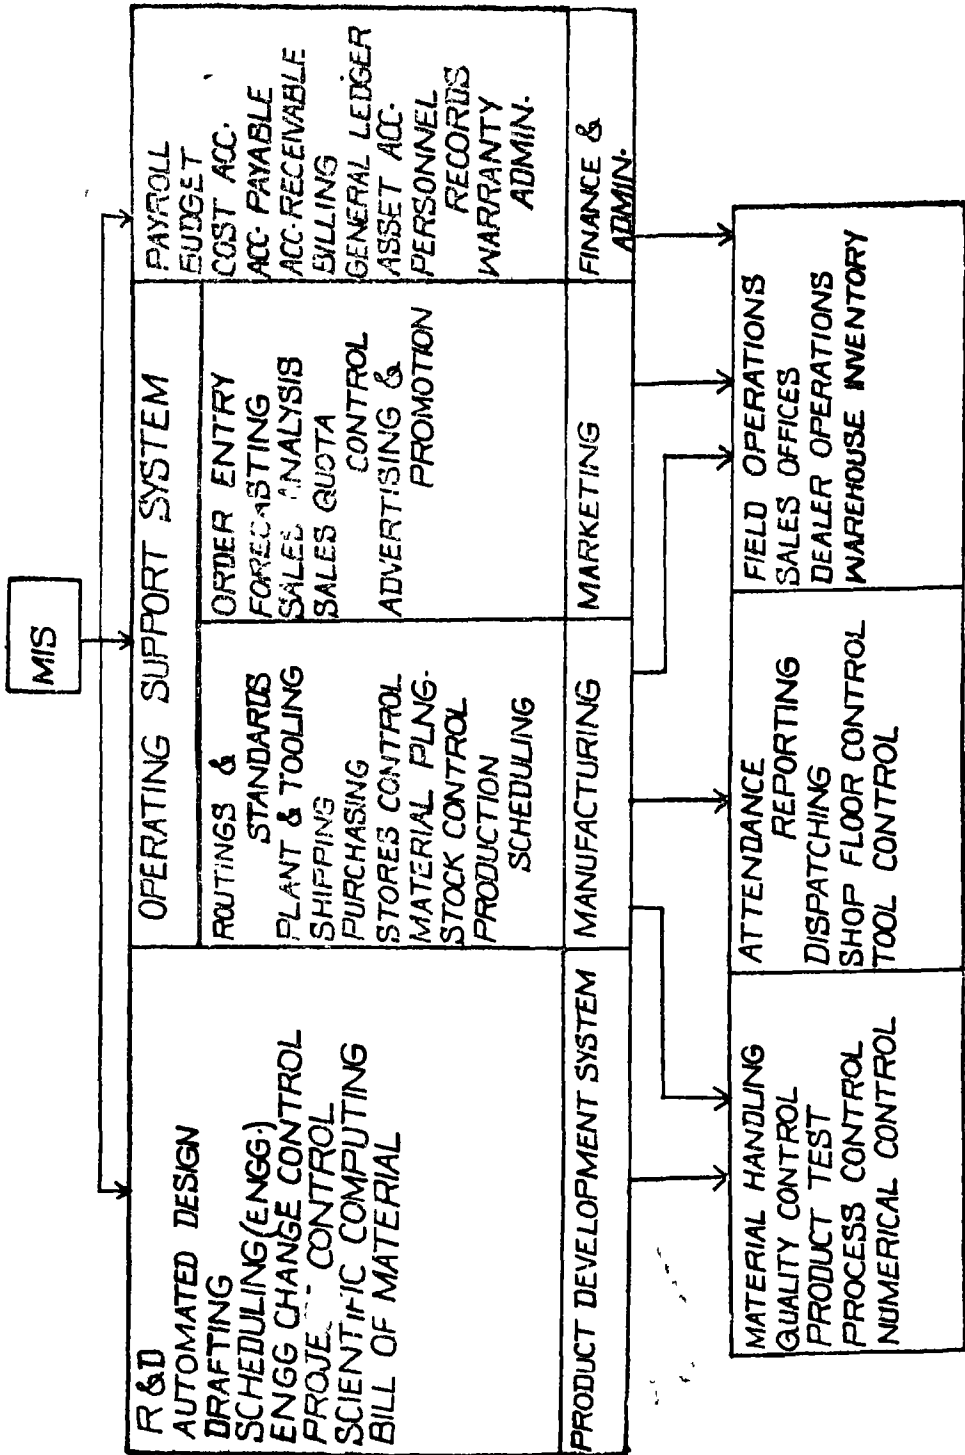 MIS
R & D
AUTOMATED DESIGN
DRAFTING
SCHEDULING (ENGG.)
ENGG CHANGE CONTROL
CONTROL
SCIENTIFIC COMPUTING
BILL OF MATERIAL
PRODUCT DEVELOPMENT SYSTEM
OPERATING SUPPORT SYSTEM
ROUTINGS &
STANDARDS
PLANT & TOOLING
SHIPPING
PURCHASING
STORES CONTROL
MATERIAL PLNG.
STOCK CONTROL
PRODUCTION
SCHEDULING
MANUFACTURING
ORDER ENTRY
FORECASTING
SALES ANALYSIS
SALES QUOTA
CONTROL
ADVERTISING &
PROMOTION
MARKETING
PAYROLL
BUDGET
COST ACC.
ACC. PAYABLE
ACC-RECEIVABLE
BILLING
GENERAL LEDGER
ASSET ACC.
PERSONNEL
RECORDS
WARRANTY
ADMIN.
FINANCE &
ADMIN.
MATERIAL HANDLING
QUALITY CONTROL
PRODUCT TEST
PROCESS CONTROL
NUMERICAL CONTROL
ATTENDANCE
REPORTING
DISPATCHING
SHOP FLOOR CONTROL
TOOL CONTROL
FIELD OPERATIONS
SALES OFFICES
DEALER OPERATIONS
WAREHOUSE INVENTORY